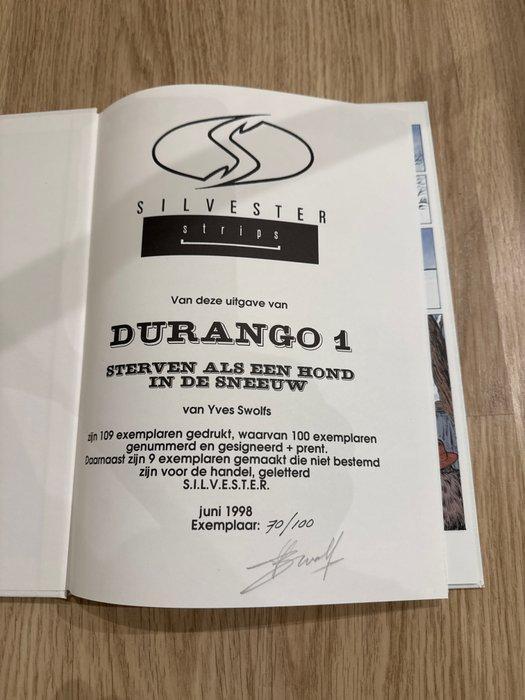 SILVESTER
strips
Van deze uitgave van
DURANGO 1
STERVEN ALS EEN HOND
IN DE SNEEUW
van Yves Swolfs
zijn 109 exemplaren gedrukt, waarvan 100 exemplaren
genummerd en gesigneerd + prent.
Daarnaast zijn 9 exemplaren gemaakt die niet bestemd
zijn voor de handel, geletterd
S.I.L.V.E.S.T.E.R.
juni 1998
Exemplaar: 70/100